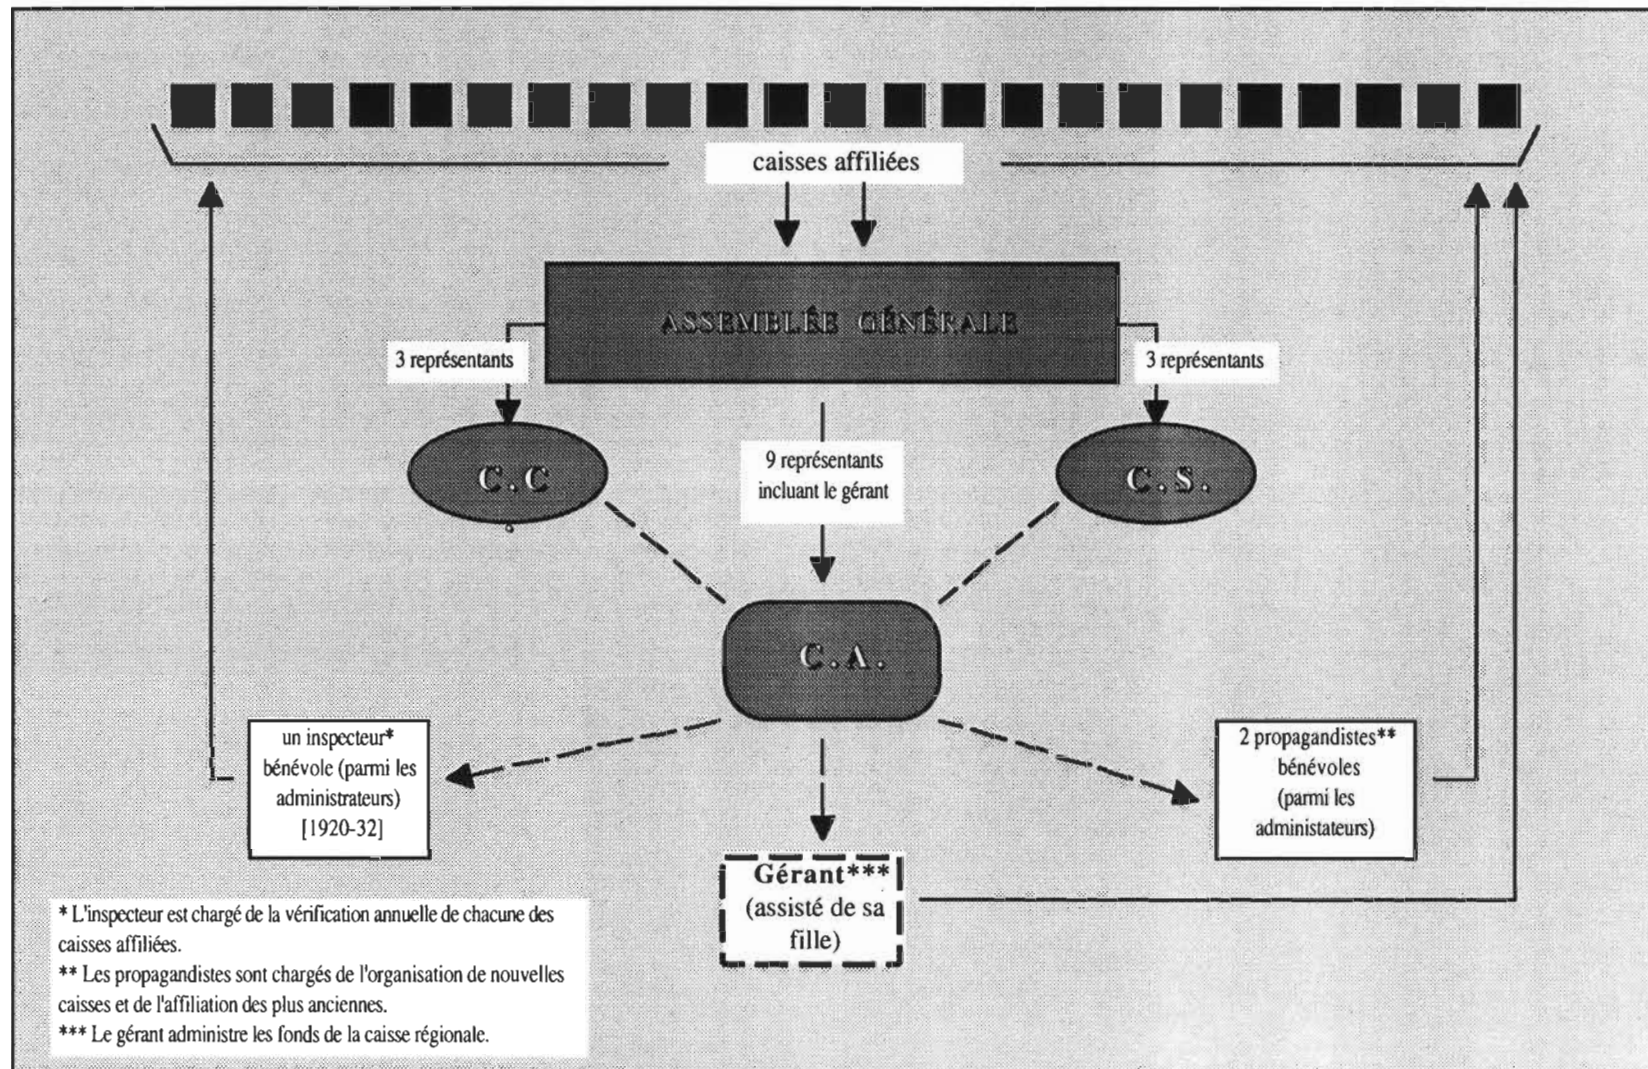 caisses affiliées
ASSEMBLÉE GÉNÉRALE
3 représentants
3 représentants
9 représentants
incluant le gérant
C.C
.
C.S.
C.A.
un inspecteur*
bénévole (parmi les
administrateurs)
[1920-32]
2 propagandistes**
bénévoles
(parmi les
administateurs)
Gérant***
(assisté de sa
fille)
* L'inspecteur est chargé de la vérification annuelle de chacune des
caisses affiliées.
** Les propagandistes sont chargés de l'organisation de nouvelles
caisses et de l'affiliation des plus anciennes.
*** Le gérant administre les fonds de la caisse régionale.